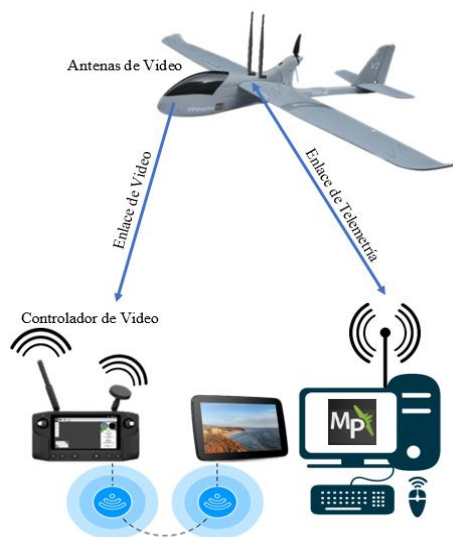 Antenas de Video
Enlace de Video
Enlace de Telemetría
Controlador de Video
MP